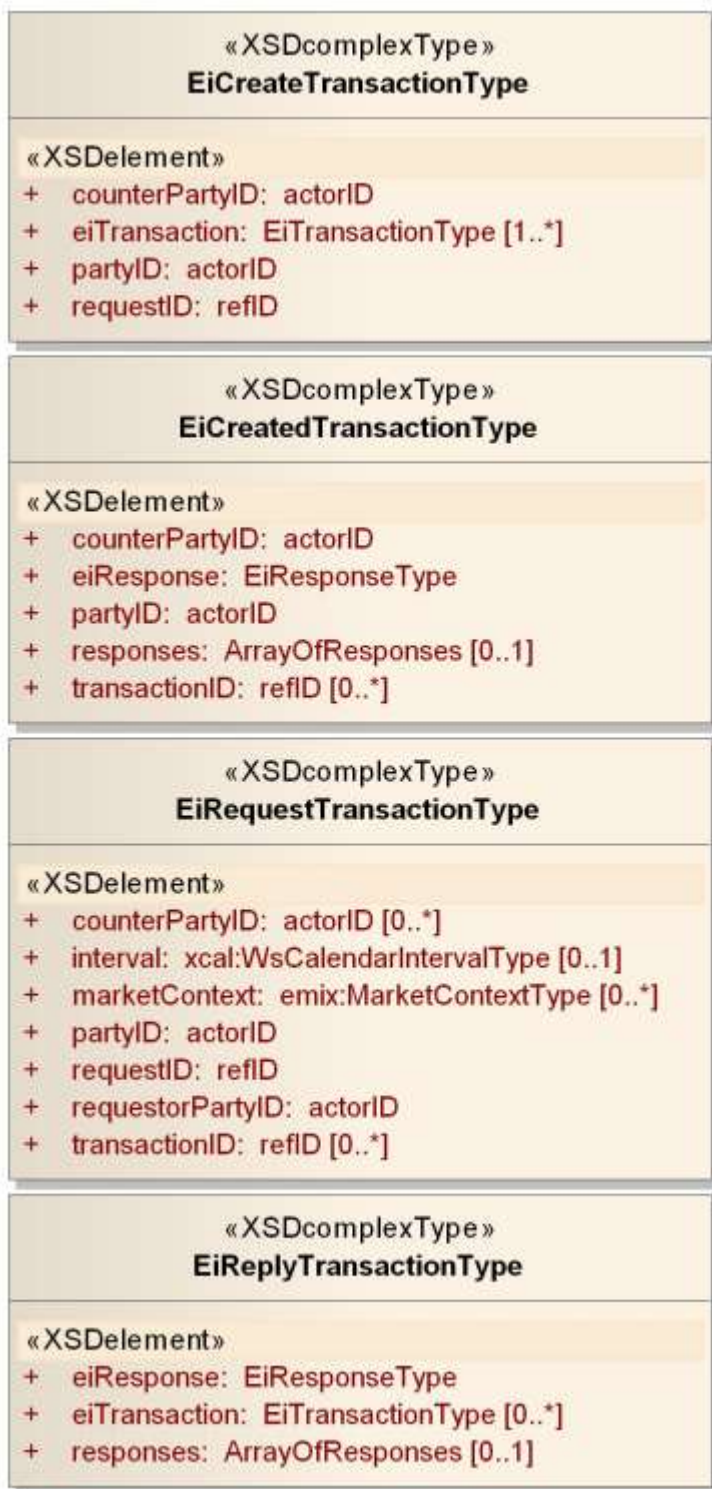 «XSDcomplexType»
EiCreateTransactionType
«XSDelement»
+ counterPartyID: actorID
+ eiTransaction: EiTransactionType [1..*]
+ partyID: actorID
+ requestID: refID
«XSDcomplexType»
EiCreatedTransactionType
«XSDelement»
+ counterPartyID: actorID
+ eiResponse: EiResponseType
+ partyID: actorID
+ responses: ArrayOfResponses [0..1]
+ transactionID: refID [0..*]
«XSDcomplexType»
EiRequestTransactionType
«XSDelement»
+ counterPartyID: actorID [0..*]
+ interval: xcal:WsCalendarIntervalType [0..1]
+ marketContext: emix:MarketContextType [0..*]
+ partyID: actorID
+ requestID: refID
+ requestorPartyID: actorID
+ transactionID: refID [0..*]
«XSDcomplexType»
EiReplyTransactionType
«XSDelement»
+ eiResponse: EiResponseType
+ eiTransaction: EiTransactionType [0..*]
+ responses: ArrayOfResponses [0..1]